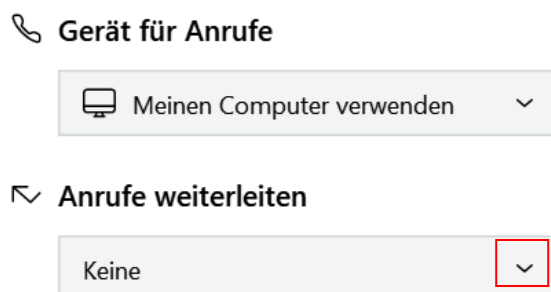 Gerät für Anrufe
Meinen Computer verwenden
Anrufe weiterleiten
Keine